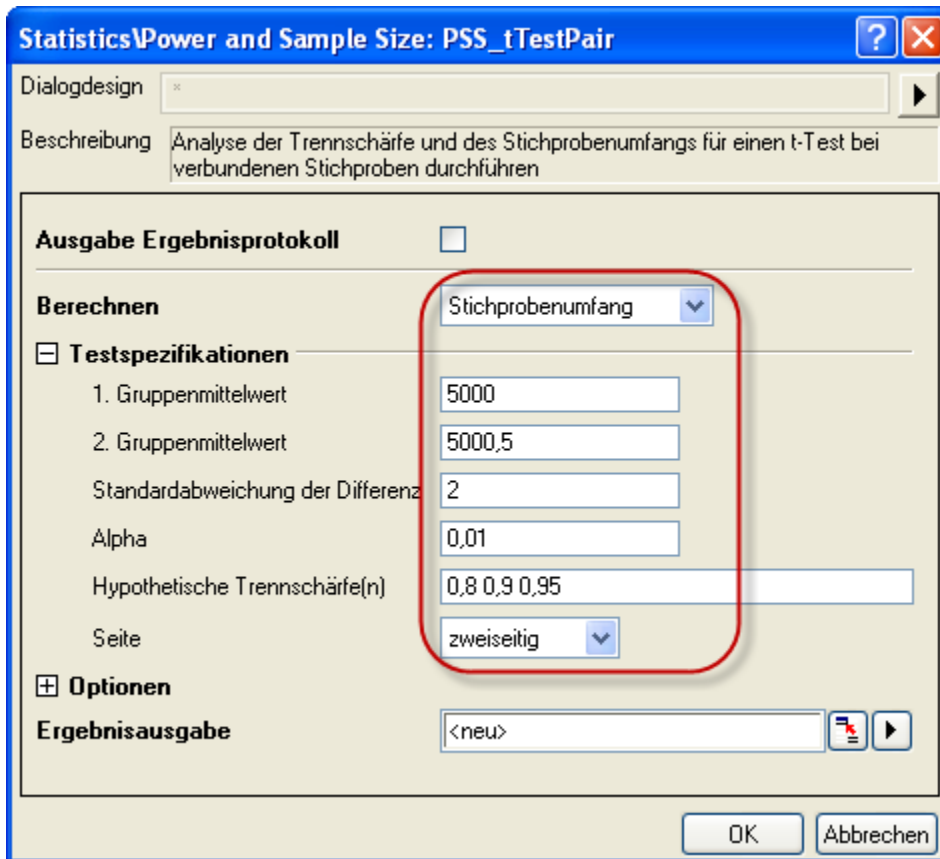 Statistics\Power and Sample Size: PSS_tTestPair
Dialogdesign *
Beschreibung Analyse der Trennschärfe und des Stichprobenumfangs für einen t-Test bei
verbundenen Stichproben durchführen
Ausgabe Ergebnisprotokoll
Berechnen Stichprobenumfang
Testspezifikationen
1. Gruppenmittelwert 5000
2. Gruppenmittelwert 5000,5
Standardabweichung der Differenz 2
Alpha 0,01
Hypothetische Trennschärfe(n) 0,8 0,9 0,95
Seite zweiseitig
Optionen
Ergebnisausgabe <neu>
OK Abbrechen